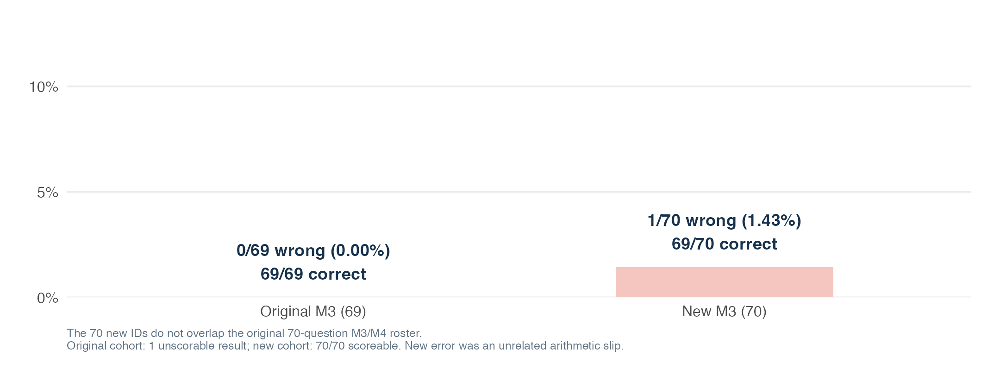 10%
5%
1/70 wrong (1.43%)
69/70 correct
0/69 wrong (0.00%)
69/69 correct
0%
Original M3 (69)
New M3 (70)
The 70 new IDs do not overlap the original 70-question M3/M4 roster.
Original cohort: 1 unscorable result; new cohort: 70/70 scoreable. New error was an unrelated arithmetic slip.